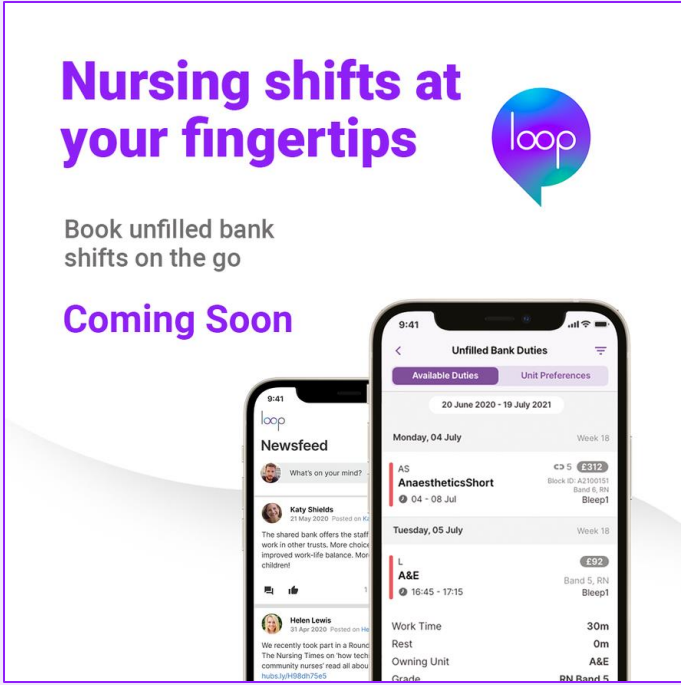 Nursing shifts at
your fingertips
loop
Book unfilled bank
shifts on the go
Coming Soon
9:41
loop
Newsfeed
What's on your mind?
Katy Shields
21 May 2020 Posted on
The shared bank offers the staff
work in other trusts. More choice
improved work-life balance. Mor
children!
1
Helen Lewis
31 Apr 2020 Posted on
We recently took part in a Round
The Nursing Times on 'how tech
community nurses' read all abou
hubs.ly/H98dh75e5
9:41
Unfilled Bank Duties
Available Duties
Unit Preferences
20 June 2020 - 19 July 2021
Monday, 04 July
Week 18
AS
5 £312
AnaestheticsShort
Block ID: A2100151
Band 6, RN
04 - 08 Jul
Bleep1
Tuesday, 05 July
Week 18
L
£92
A&E
Band 5, RN
16:45 - 17:15
Bleep1
Work Time
30m
Rest
0m
Owning Unit
A&E
Grade
RN Band 5